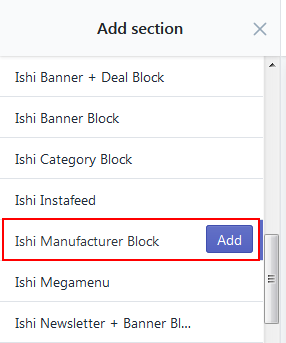 Add section
Ishi Banner + Deal Block
Ishi Banner Block
Ishi Category Block
Ishi Instafeed
Ishi Manufacturer Block Add
Ishi Megamenu
Ishi Newsletter + Banner Bl...